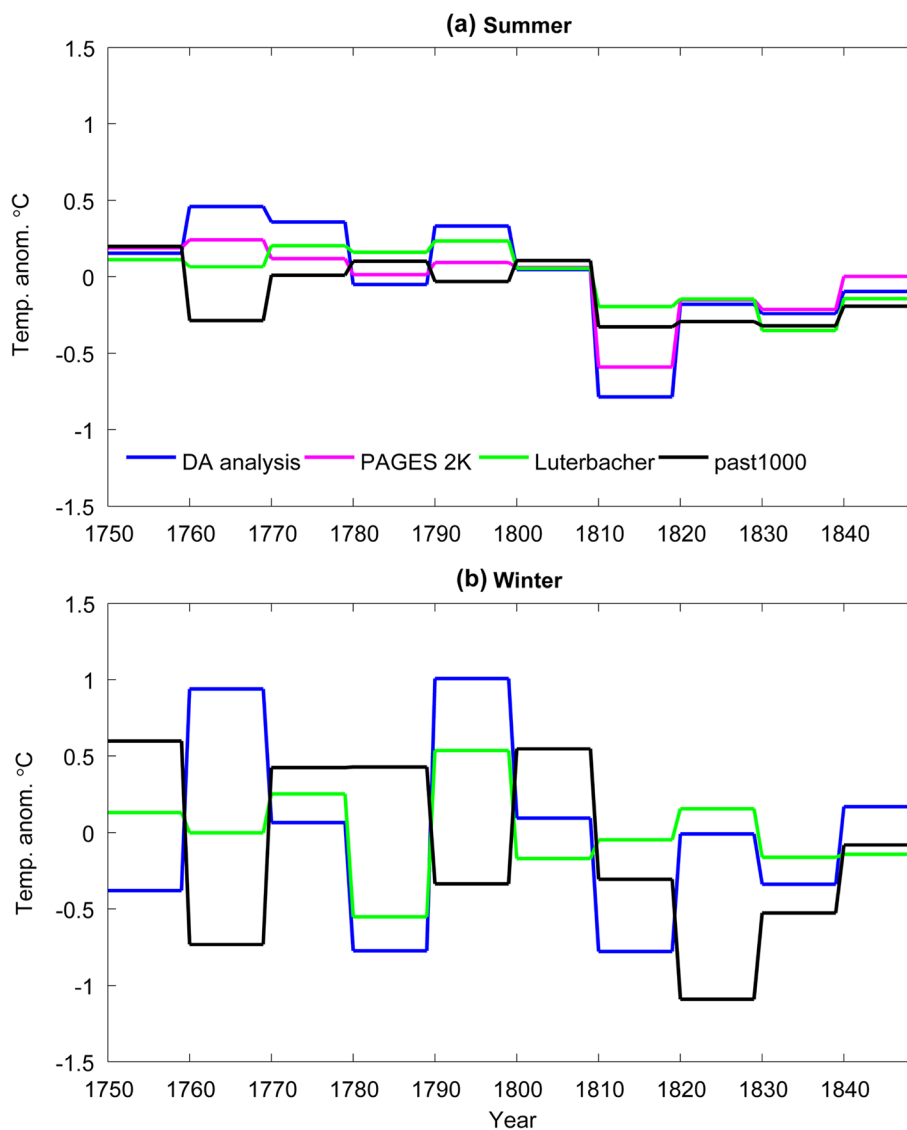 (a) Summer
1.5
1
0.5
0
-0.5
-1
-1.5
Temp. anom. °C
DA analysis PAGES 2K Luterbacher past1000
1750 1760 1770 1780 1790 1800 1810 1820 1830 1840
(b) Winter
1.5
1
0.5
0
-0.5
-1
-1.5
Temp. anom. °C
1750 1760 1770 1780 1790 1800 1810 1820 1830 1840
Year